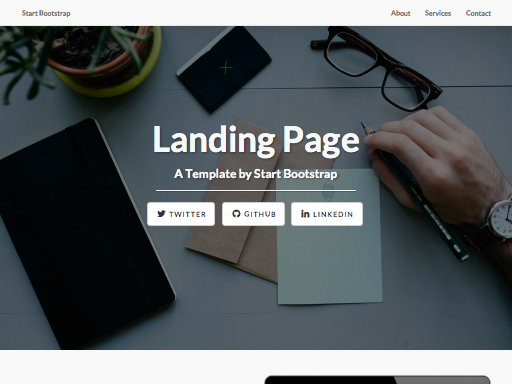 Start Bootstrap
About Services Contact
Landing Page
A Template by Start Bootstrap
TWITTER GITHUB LINKEDIN